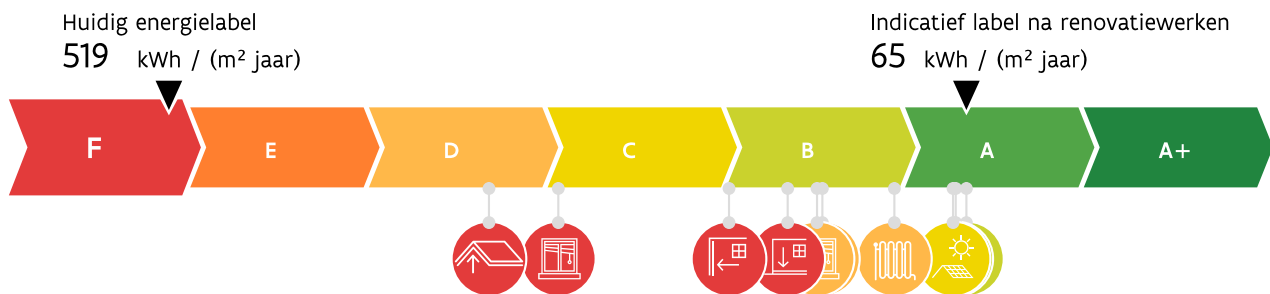 Huidig energielabel
519 kWh / (m² jaar)
Indicatief label na renovatiewerken
65 kWh / (m² jaar)
F E D C B A A+